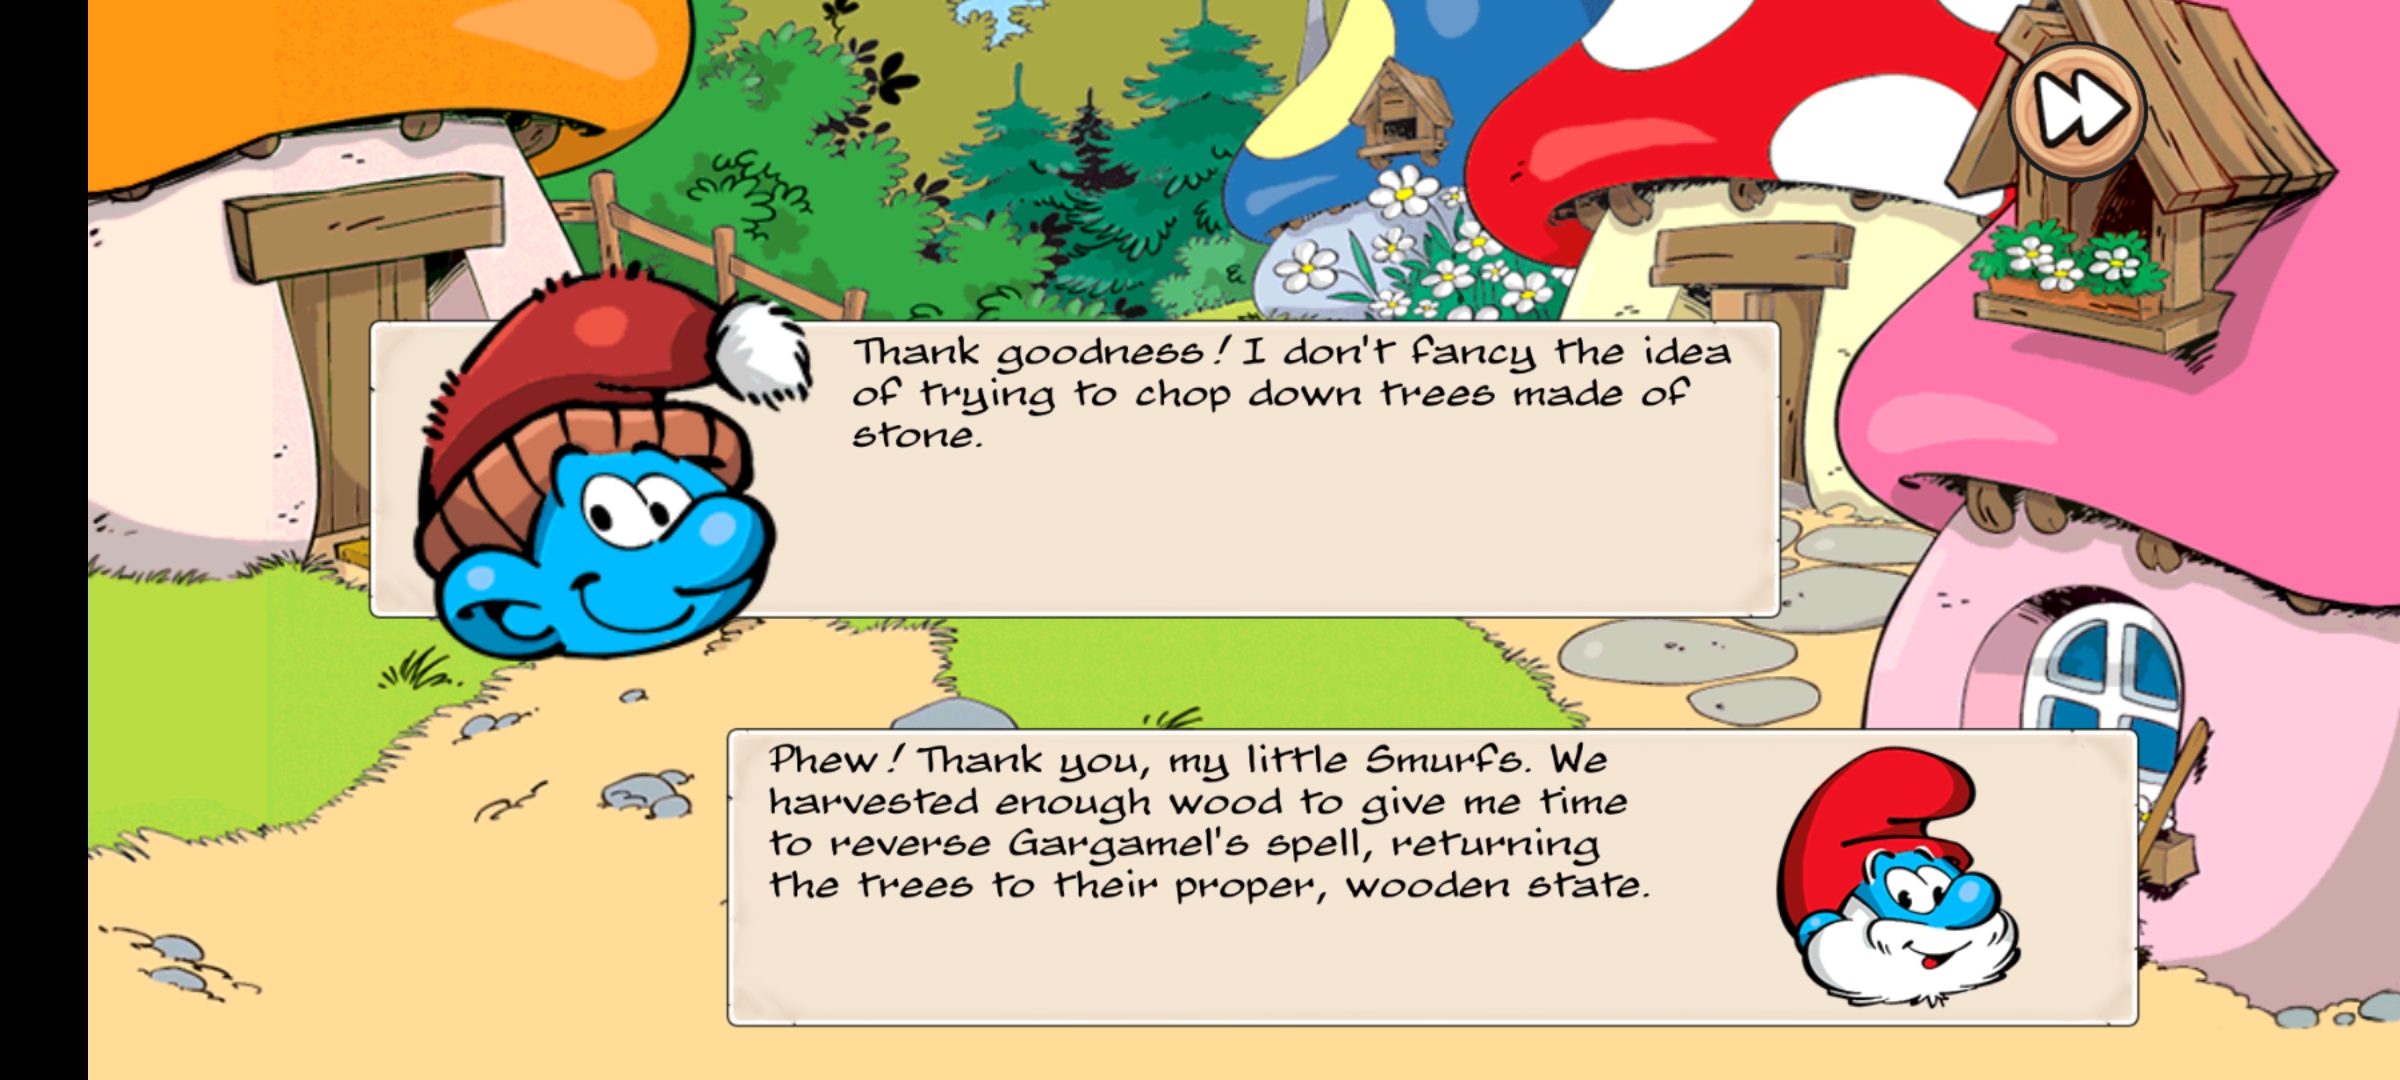 Thank goodness! I don't fancy the idea
of trying to chop down trees made of
stone.
Phew! Thank you, my little Smurfs. We
harvested enough wood to give me time
to reverse Gargamel's spell, returning
the trees to their proper, wooden state.